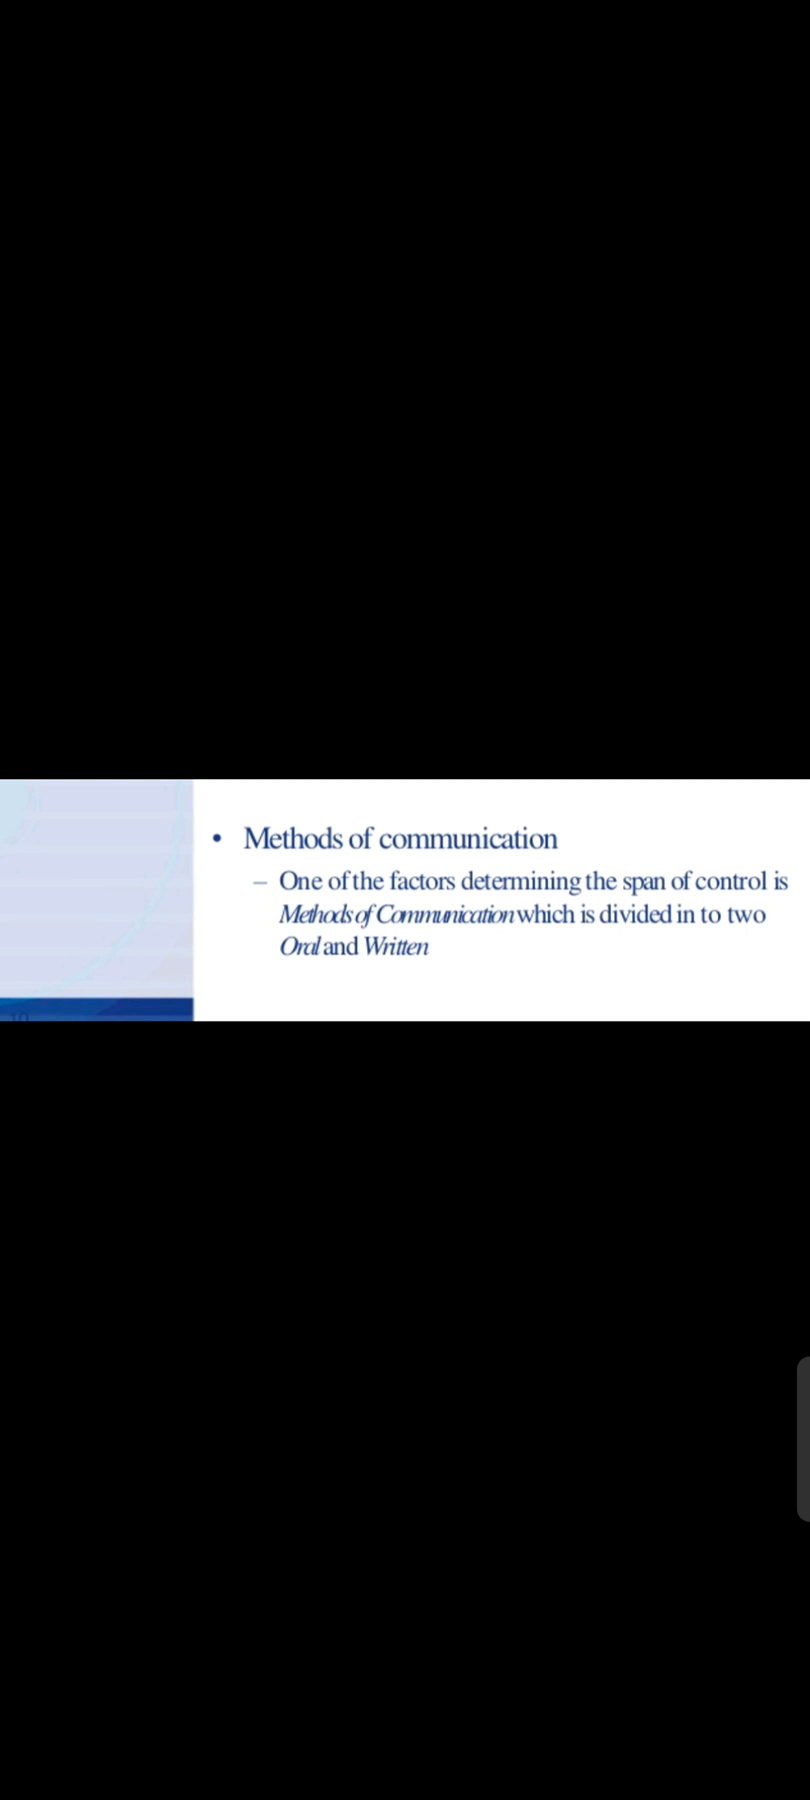 • Methods of communication
– One of the factors determining the span of control is
Methods of Communication which is divided in to two
Oral and Written
10